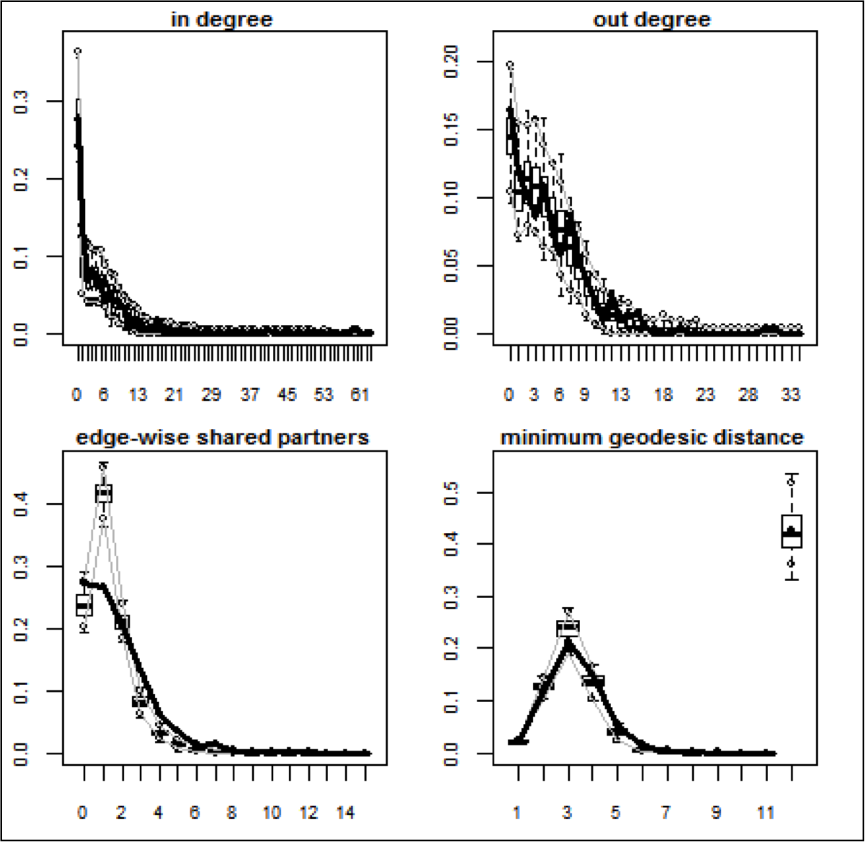 in degree
0.3
0.2
0.1
0.0
0 6 13 21 29 37 45 53 61
out degree
0.20
0.15
0.10
0.05
0.00
0 3 6 9 13 18 23 28 33
edge-wise shared partners
0.4
0.3
0.2
0.1
0.0
0 2 4 6 8 10 12 14
minimum geodesic distance
0.5
0.4
0.3
0.2
0.1
0.0
1 3 5 7 9 11